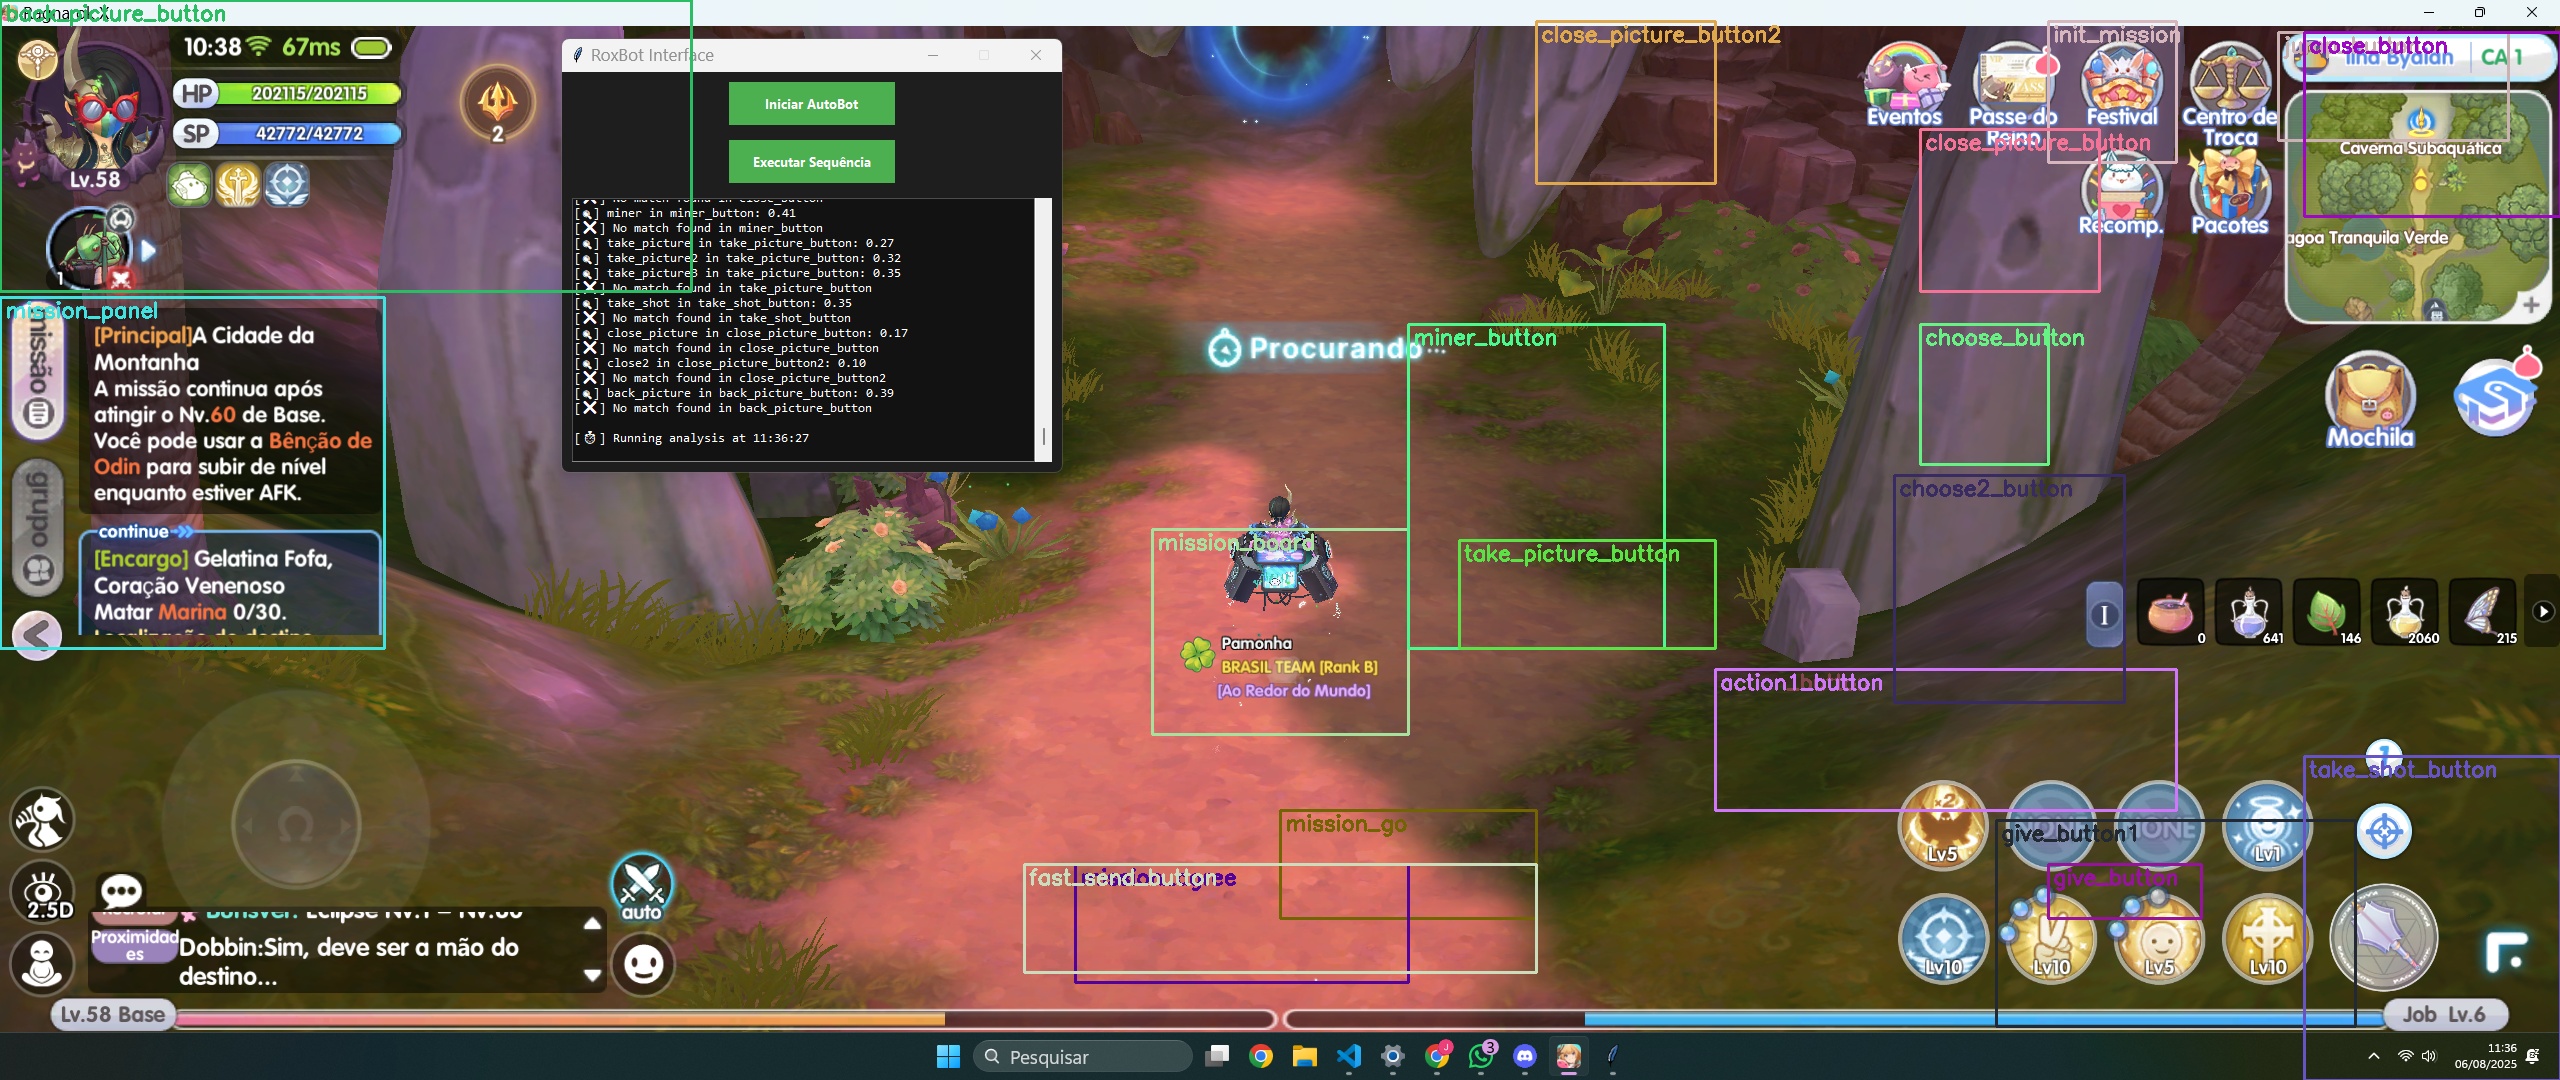 Ragnarok X
back_picture_button
10:38
67ms
HP
202115/202115
SP
42772/42772
Lv.58
2
1
RoxBot Interface
Iniciar AutoBot
Executar Sequência
[🔍] miner in miner_button: 0.41
[❌] No match found in miner_button
[🔍] take_picture in take_picture_button: 0.27
[🔍] take_picture2 in take_picture_button: 0.32
[🔍] take_picture3 in take_picture_button: 0.35
[❌] No match found in take_picture_button
[🔍] take_shot in take_shot_button: 0.35
[❌] No match found in take_shot_button
[🔍] close_picture in close_picture_button: 0.17
[❌] No match found in close_picture_button
[🔍] close2 in close_picture_button2: 0.10
[❌] No match found in close_picture_button2
[🔍] back_picture in back_picture_button: 0.39
[❌] No match found in back_picture_button
[⏱] Running analysis at 11:36:27
close_picture_button2
init_mission
close_button
CA 1
Eventos
Passe do
Reino
Festival
Centro de
Troca
close_picture_button
Recomp.
Pacotes
Caverna Subaquática
agoa Tranquila Verde
mission_panel
missão
grupo
[Principal]A Cidade da
Montanha
A missão continua após
atingir o Nv.60 de Base.
Você pode usar a Bênção de
Odin para subir de nível
enquanto estiver AFK.
continue
[Encargo] Gelatina Fofa,
Coração Venenoso
Matar Marina 0/30.
Procurando...
miner_button
choose_button
Mochila
choose2_button
mission_board
take_picture_button
Pamonha
BRASIL TEAM [Rank B]
[Ao Redor do Mundo]
I
0
641
146
2060
215
action1_button
take_shot_button
mission_go
fast_send_button
give_button1
give_button
x2
Lv5
Lv1
Lv10
Lv10
Lv5
Lv10
2.5D
auto
Proximidad
es
Dobbin:Sim, deve ser a mão do
destino...
Lv.58 Base
Job Lv.6
Pesquisar
J
3
11:36
06/08/2025